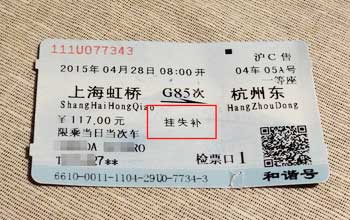 111U077343 沪C售
2015年04月28日08:00开 04车05A号
一等座
上海虹桥 G85次 杭州东
ShangHaiHongQiao HangZhouDong
￥117.00元 挂失补
限乘当日当次车
检票口1
27**
6610-0011-1104-29U0-7734-3 和谐号